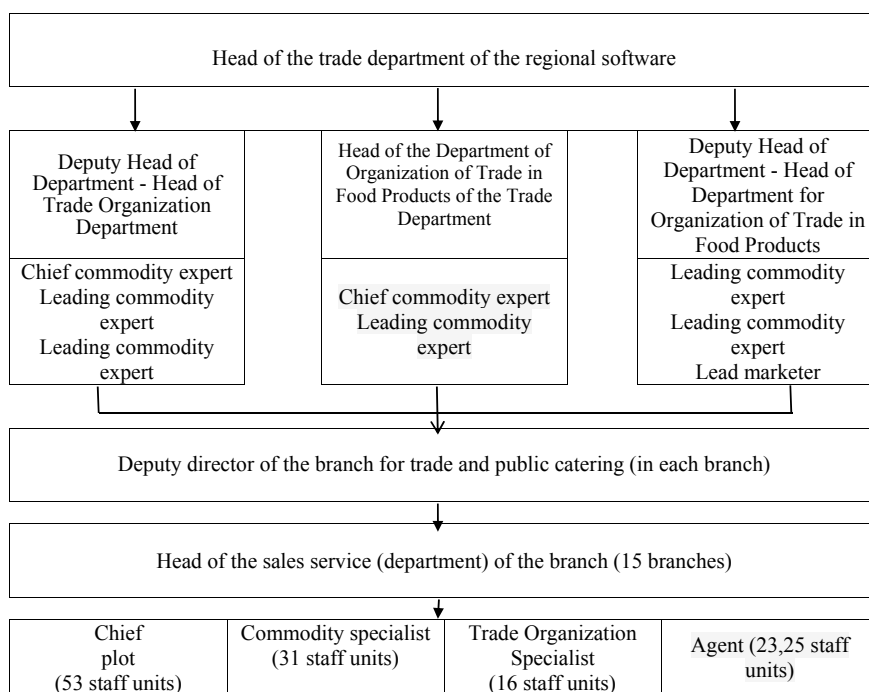 Head of the trade department of the regional software
Deputy Head of
Department - Head of
Trade Organization
Department
Head of the Department of
Organization of Trade in
Food Products of the Trade
Department
Deputy Head of
Department - Head of
Department for
Organization of Trade in
Food Products
Chief commodity expert
Leading commodity
expert
Leading commodity
expert
Chief commodity expert
Leading commodity
expert
Leading commodity
expert
Leading commodity
expert
Lead marketer
Deputy director of the branch for trade and public catering (in each branch)
Head of the sales service (department) of the branch (15 branches)
Chief
plot
(53 staff units)
Commodity specialist
(31 staff units)
Trade Organization
Specialist
(16 staff units)
Agent (23,25 staff
units)